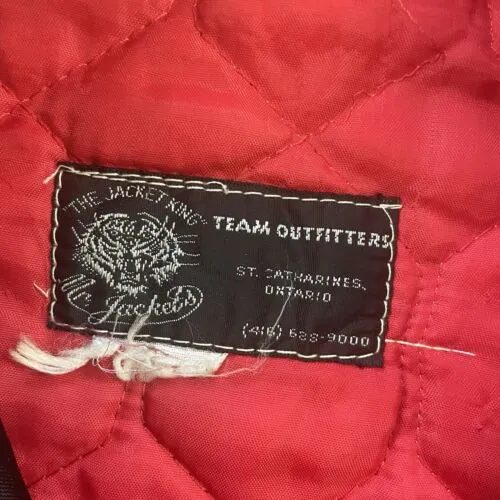 "THE JACKET KING"
Mr. Jackets
TEAM OUTFITTERS
ST. CATHARINES,
ONTARIO
(416) 688-9000